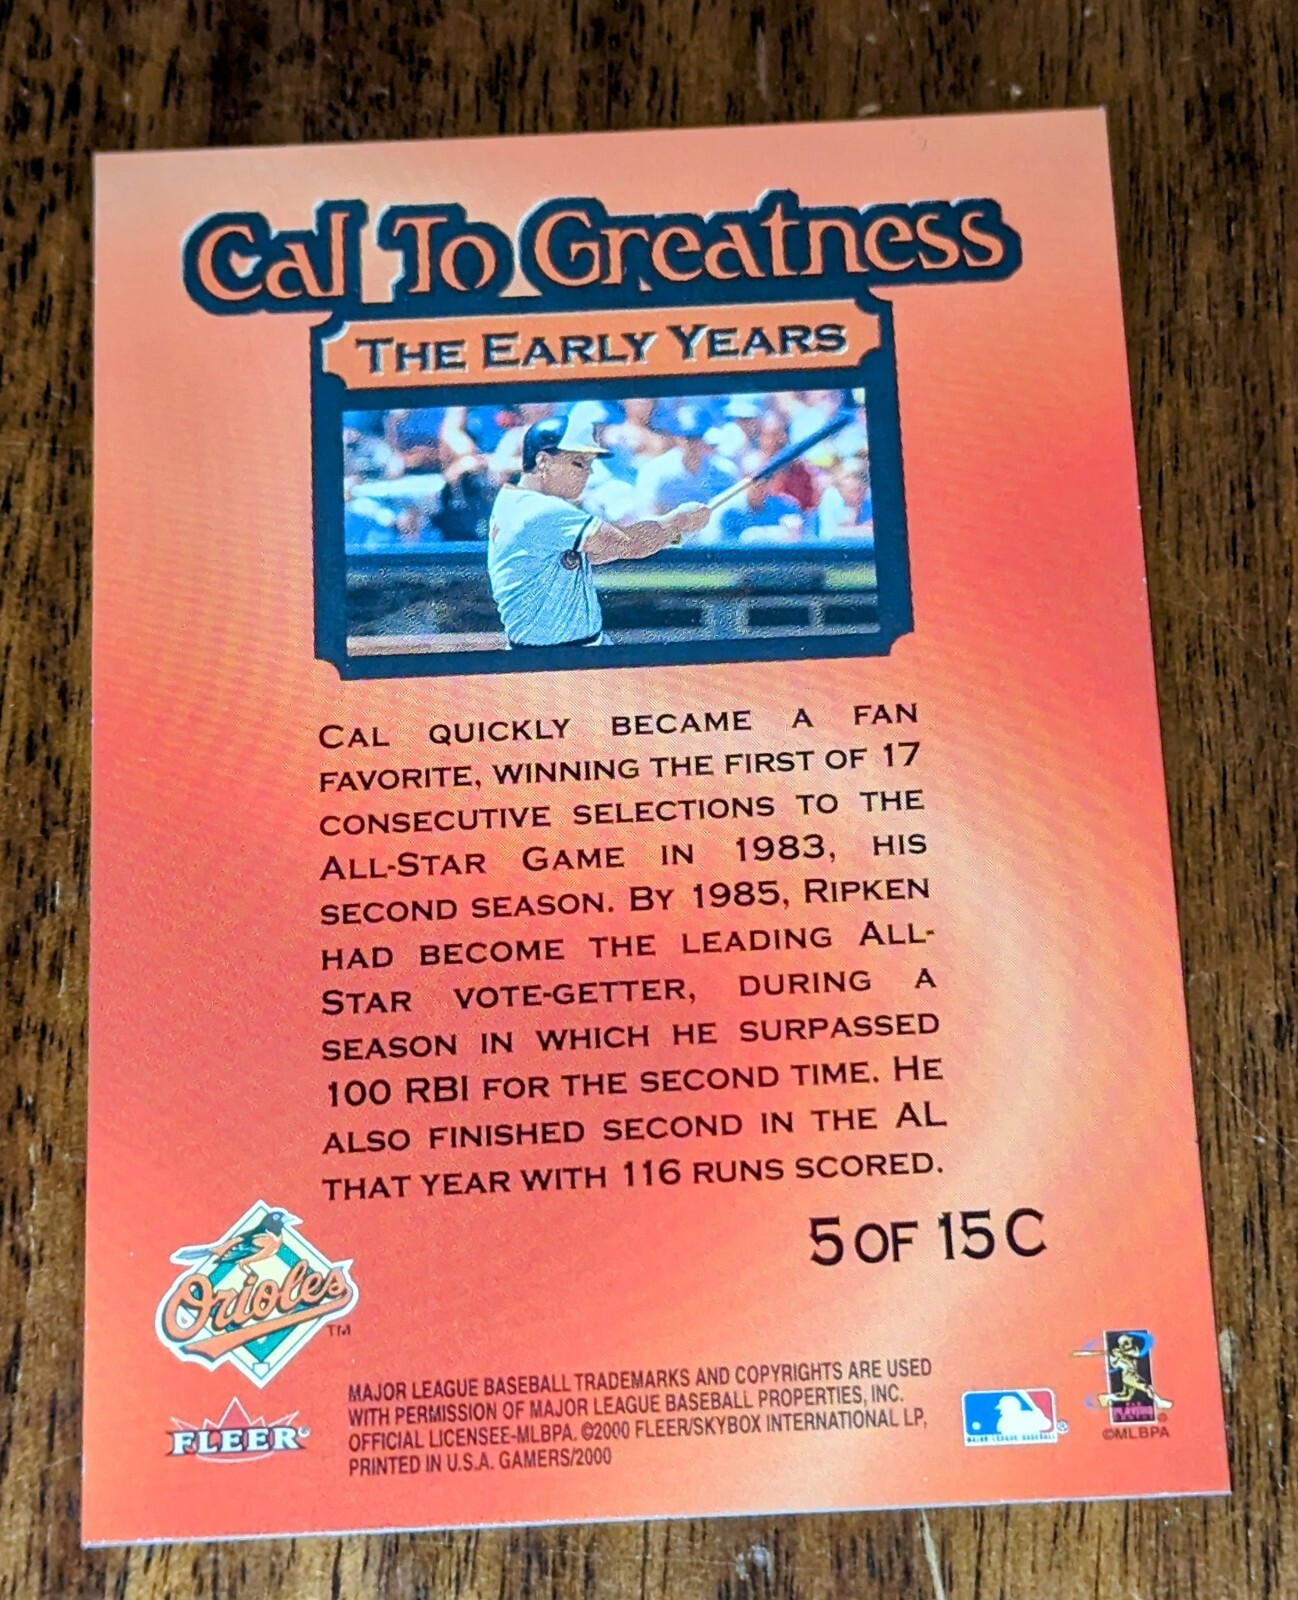 Cal To Greatness
THE EARLY YEARS
CAL QUICKLY BECAME A FAN
FAVORITE, WINNING THE FIRST OF 17
CONSECUTIVE SELECTIONS TO THE
ALL-STAR GAME IN 1983, HIS
SECOND SEASON. BY 1985, RIPKEN
HAD BECOME THE LEADING ALL-
STAR VOTE-GETTER, DURING A
SEASON IN WHICH HE SURPASSED
100 RBI FOR THE SECOND TIME. HE
ALSO FINISHED SECOND IN THE AL
THAT YEAR WITH 116 RUNS SCORED.
5 OF 15 C
Orioles
TM
FLEER®
MAJOR LEAGUE BASEBALL TRADEMARKS AND COPYRIGHTS ARE USED
WITH PERMISSION OF MAJOR LEAGUE BASEBALL PROPERTIES, INC.
OFFICIAL LICENSEE-MLBPA. ©2000 FLEER/SKYBOX INTERNATIONAL LP,
PRINTED IN U.S.A. GAMERS/2000
MAJOR LEAGUE BASEBALL®
PLAYERS
®
©MLBPA